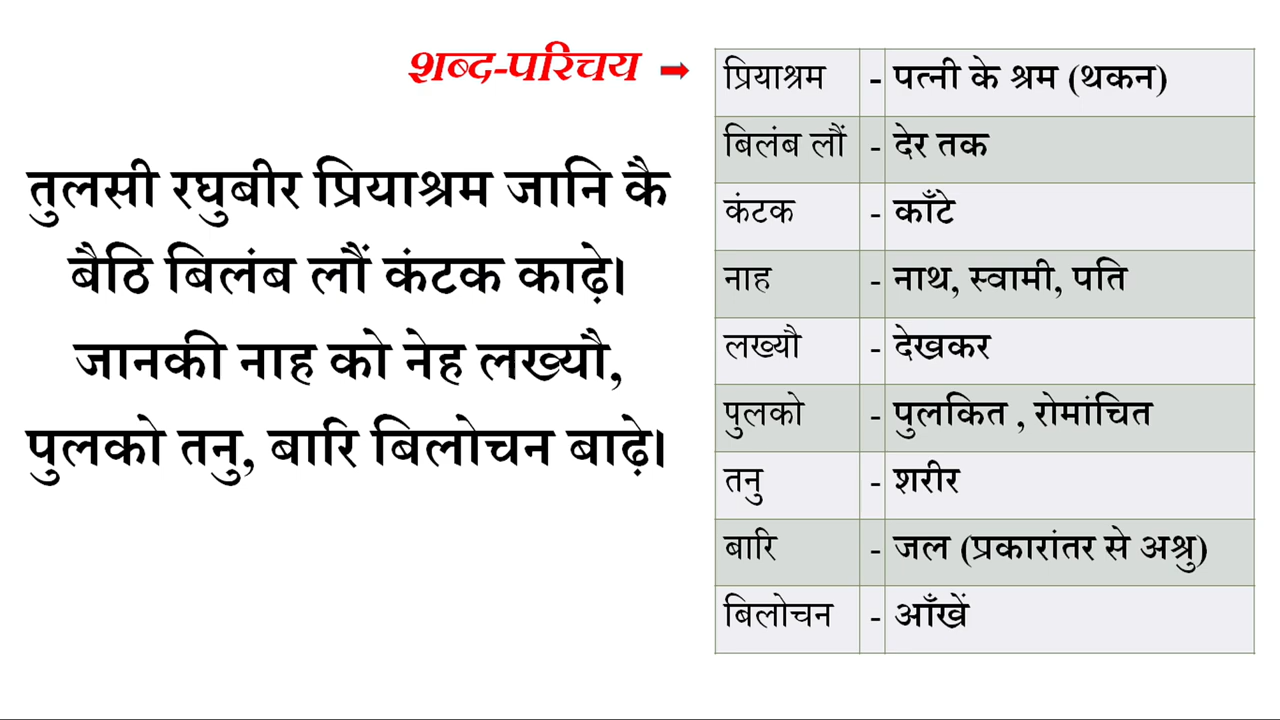 शब्द-परिचय
तुलसी रघुबीर प्रियाश्रम जानि कै
बैठि बिलंब लौं कंटक काढ़े।
जानकी नाह को नेह लख्यौ,
पुलको तनु, बारि बिलोचन बाढ़े।
प्रियाश्रम - पत्नी के श्रम (थकन)
बिलंब लौं - देर तक
कंटक - काँटे
नाह - नाथ, स्वामी, पति
लख्यौ - देखकर
पुलको - पुलकित , रोमांचित
तनु - शरीर
बारि - जल (प्रकारांतर से अश्रु)
बिलोचन - आँखें